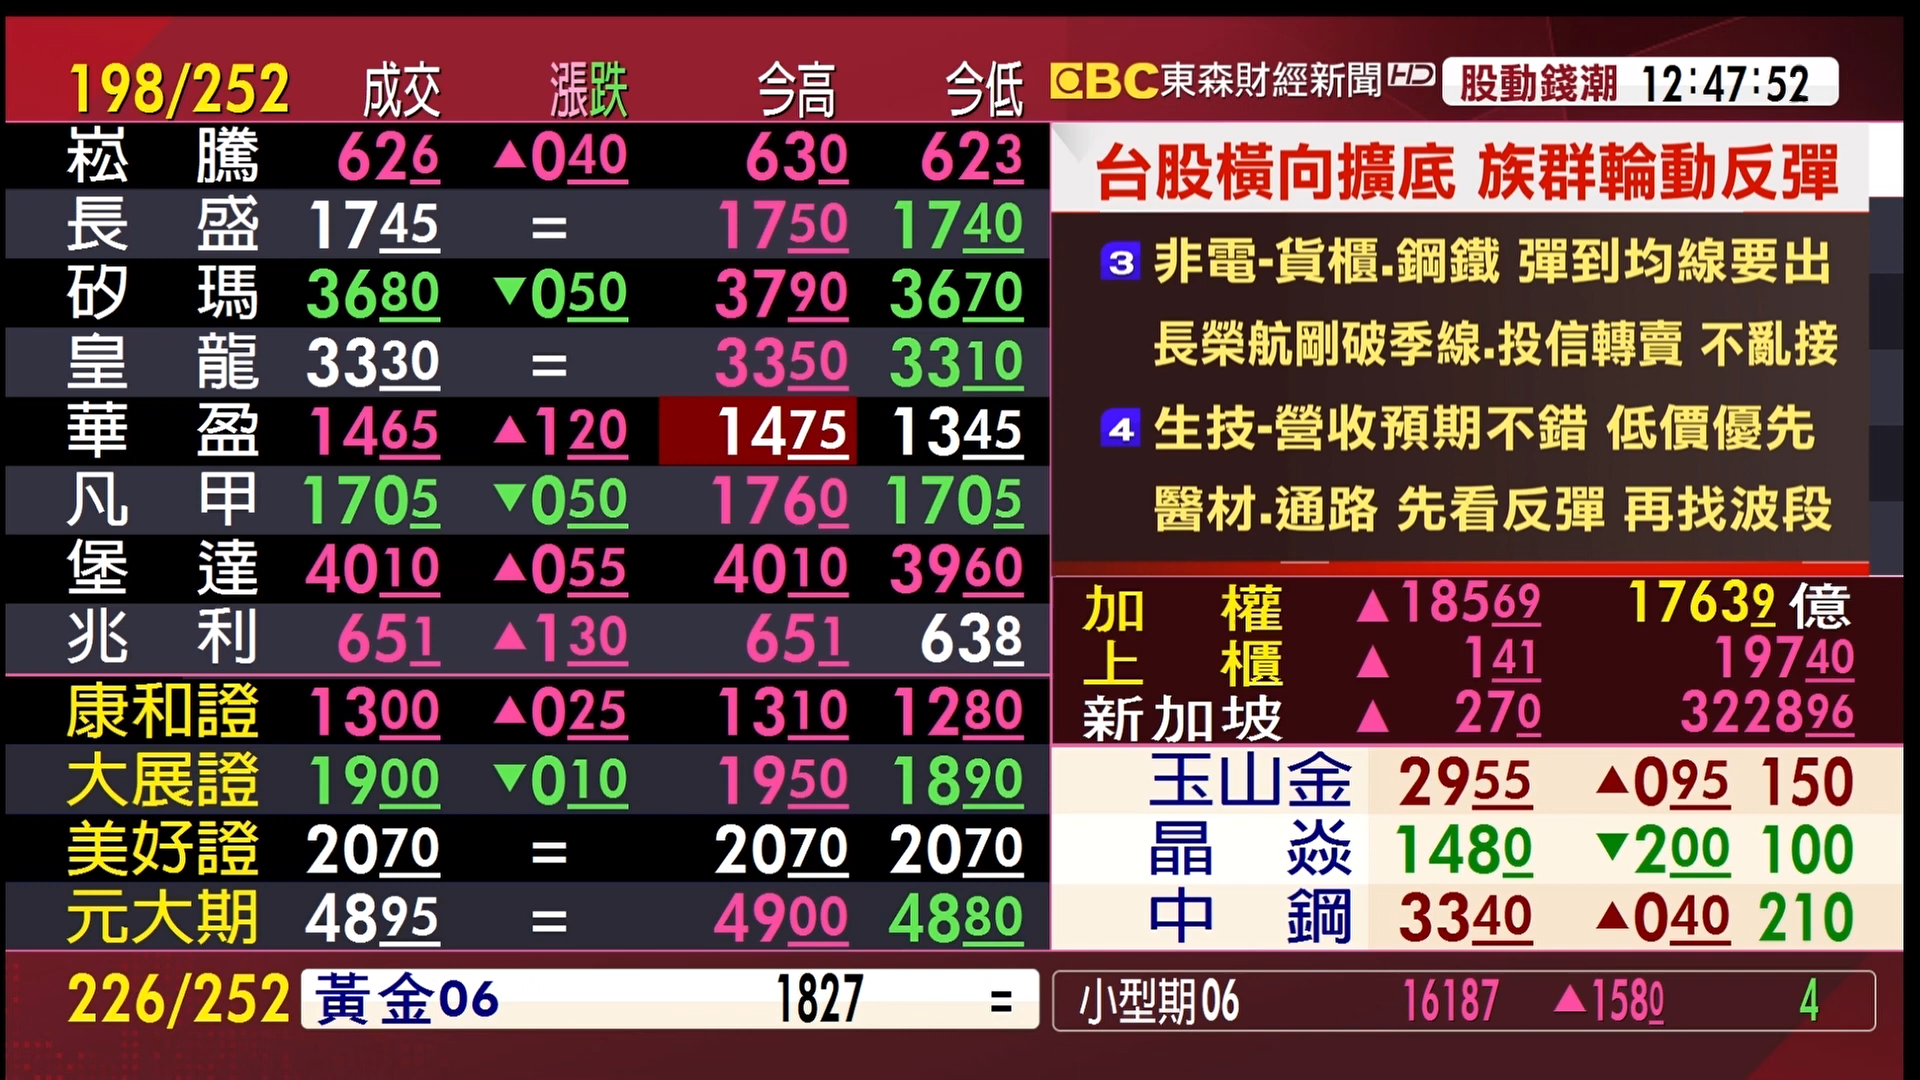 198/252 成交 漲跌 今高 今低
崧騰 626 ▲040 630 623
長盛 1745 = 1750 1740
矽瑪 3680 ▼050 3790 3670
皇龍 3330 = 3350 3310
華盈 1465 ▲120 1475 1345
凡甲 1705 ▼050 1760 1705
堡達 4010 ▲055 4010 3960
兆利 651 ▲130 651 638
康和證 1300 ▲025 1310 1280
大展證 1900 ▼010 1950 1890
美好證 2070 = 2070 2070
元大期 4895 = 4900 4880
226/252 黃金06 1827 =
EBC東森財經新聞HD 股動錢潮 12:47:52
台股橫向擴底 族群輪動反彈
3 非電-貨櫃.鋼鐵 彈到均線要出
長榮航剛破季線.投信轉賣 不亂接
4 生技-營收預期不錯 低價優先
醫材.通路 先看反彈 再找波段
加權 ▲18569 17639億
上櫃 ▲141 19740
新加坡 ▲270 322896
玉山金 2955 ▲095 150
晶焱 1480 ▼200 100
中鋼 3340 ▲040 210
小型期06 16187 ▲1580 4